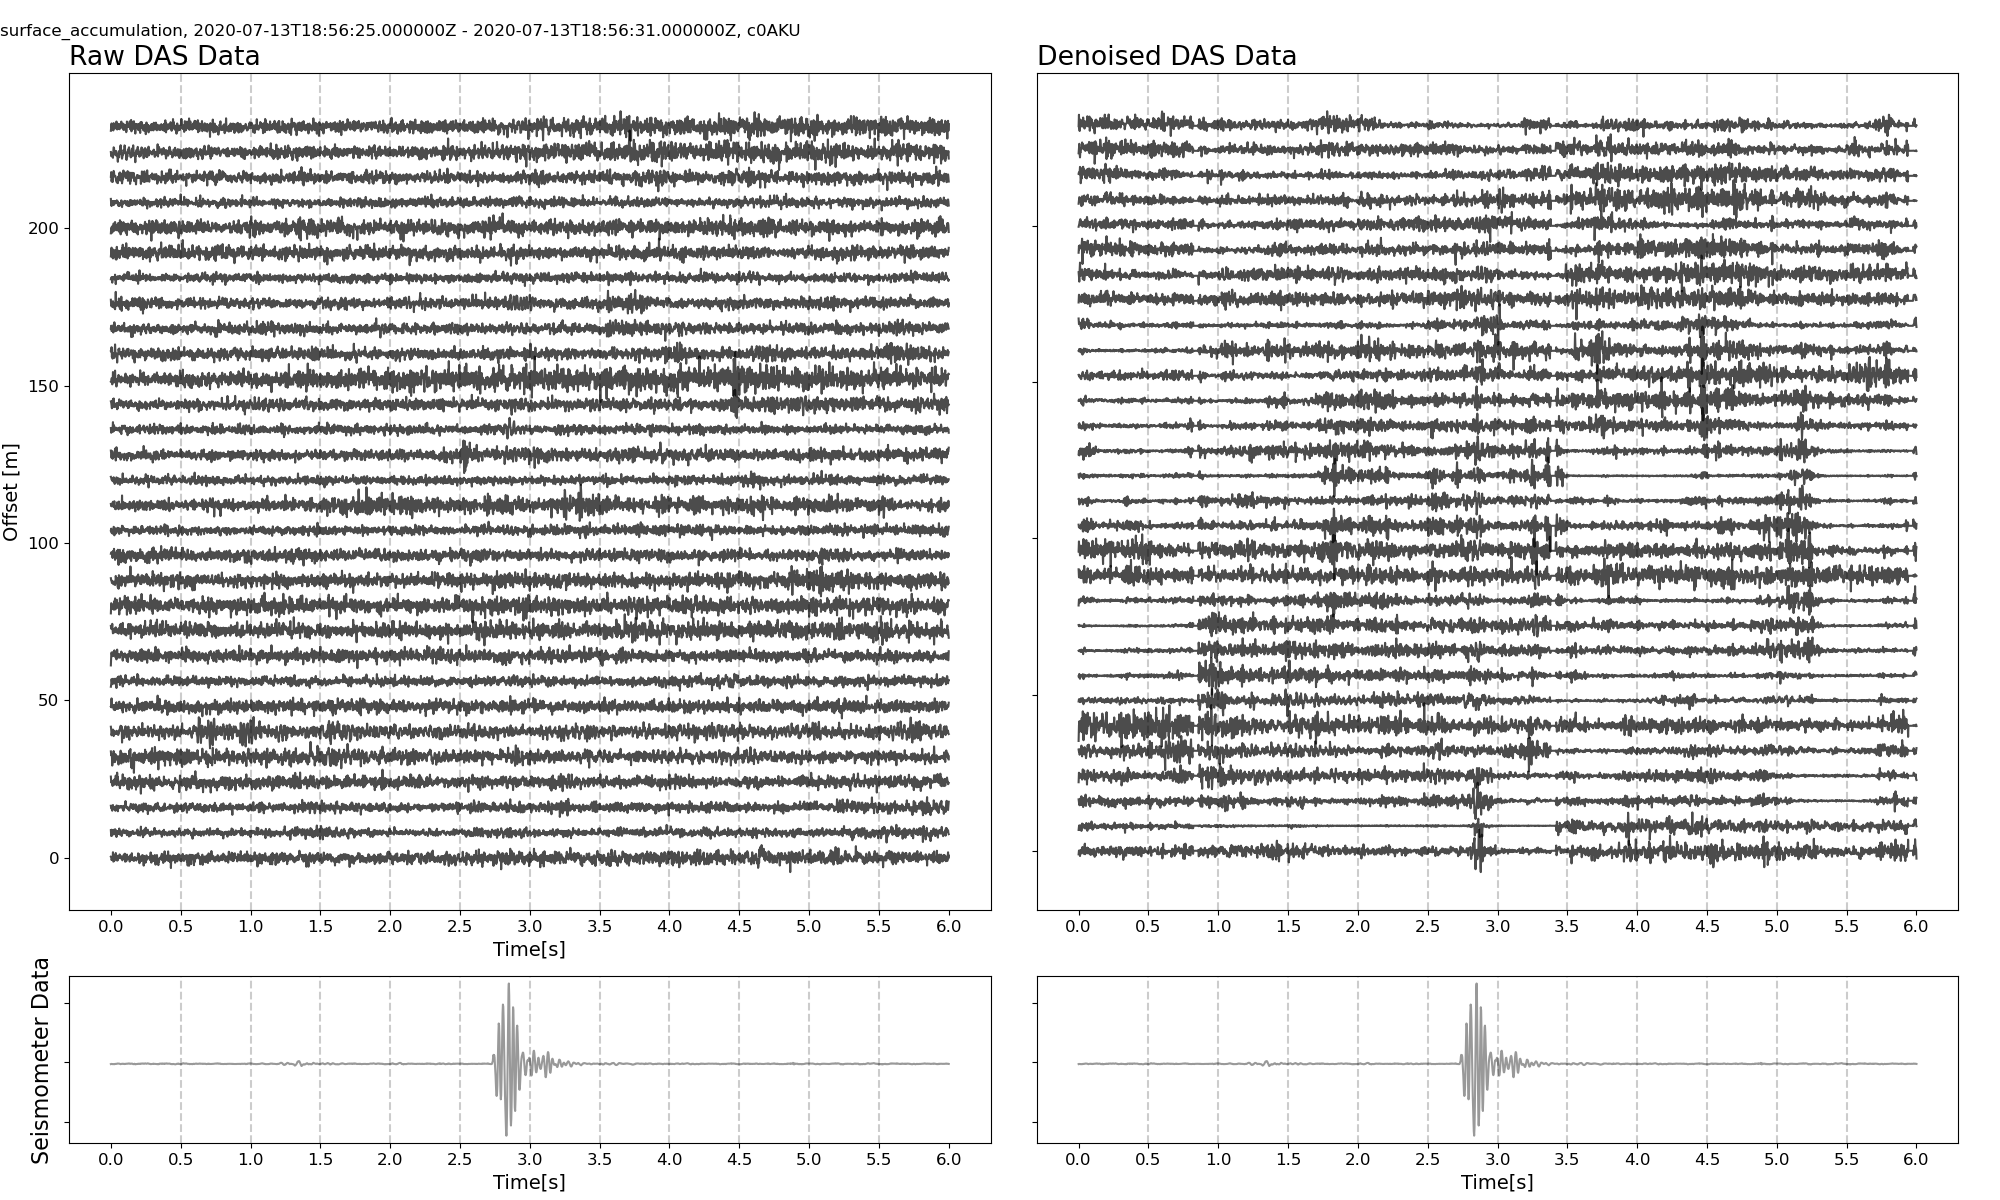 surface_accumulation, 2020-07-13T18:56:25.000000Z - 2020-07-13T18:56:31.000000Z, c0AKU
Raw DAS Data
Denoised DAS Data
Offset [m]
200
150
100
50
0
0.0 0.5 1.0 1.5 2.0 2.5 3.0 3.5 4.0 4.5 5.0 5.5 6.0
Time[s]
0.0 0.5 1.0 1.5 2.0 2.5 3.0 3.5 4.0 4.5 5.0 5.5 6.0
Seismometer Data
0.0 0.5 1.0 1.5 2.0 2.5 3.0 3.5 4.0 4.5 5.0 5.5 6.0
Time[s]
0.0 0.5 1.0 1.5 2.0 2.5 3.0 3.5 4.0 4.5 5.0 5.5 6.0
Time[s]